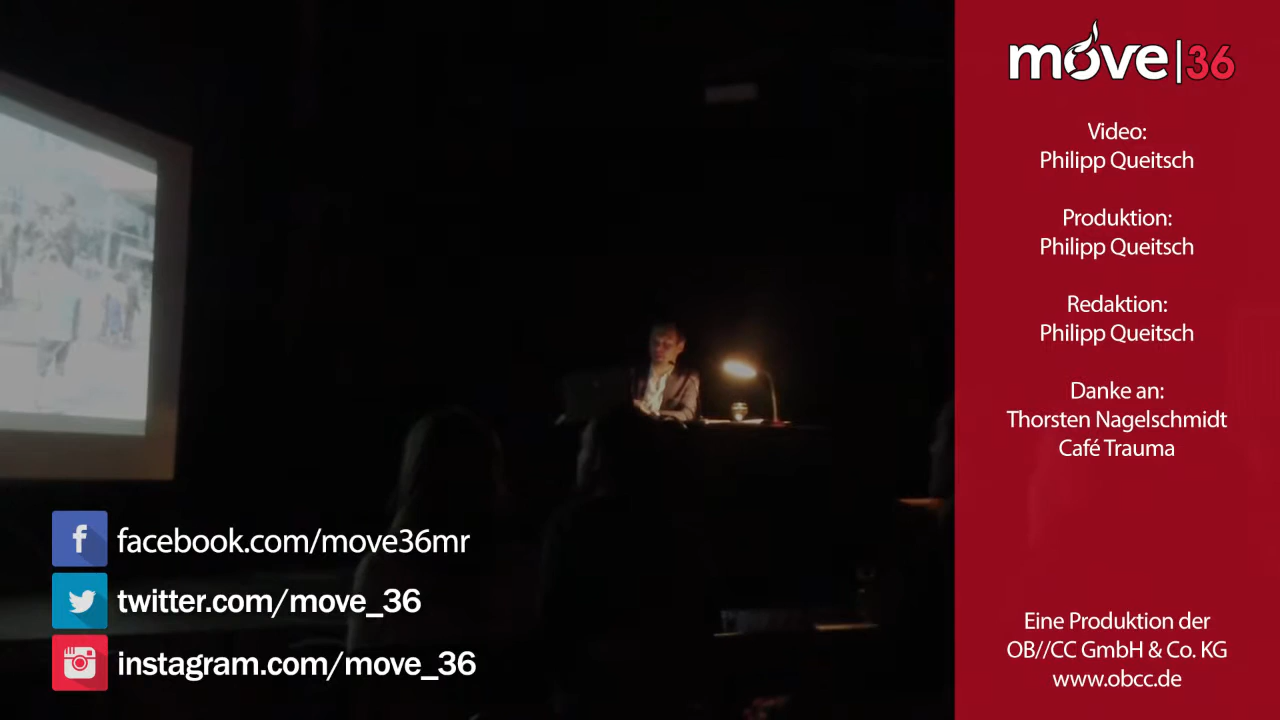 move|36
Video:
Philipp Queitsch
Produktion:
Philipp Queitsch
Redaktion:
Philipp Queitsch
Danke an:
Thorsten Nagelschmidt
Café Trauma
facebook.com/move36mr
twitter.com/move_36
instagram.com/move_36
Eine Produktion der
OB//CC GmbH & Co. KG
www.obcc.de